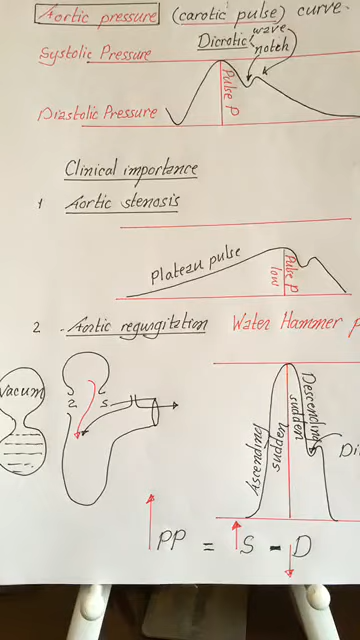 Aortic pressure (carotic pulse) curve.
Dicrotic wave
notch
Systolic Pressure
Pulse P
Diastolic Pressure
Clinical importance
1 Aortic stenosis
Plateau pulse
Pulse P
low
2 - Aortic regurgitation Water Hammer p
Vacum
2 S
Ascending
sudden
Descending
sudden
Di
PP = S - D